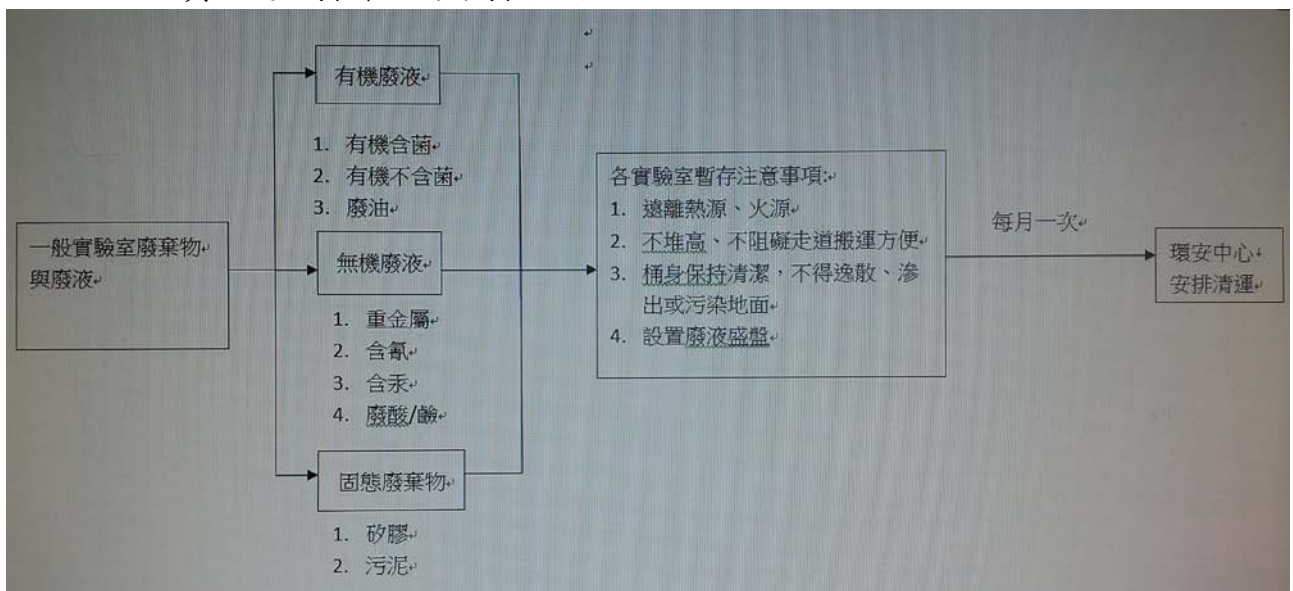 一般實驗室廢棄物
與廢液
有機廢液
1. 有機含菌
2. 有機不含菌
3. 廢油
無機廢液
1. 重金屬
2. 含氰
3. 含汞
4. 廢酸/鹼
固態廢棄物
1. 矽膠
2. 污泥
各實驗室暫存注意事項:
1. 遠離熱源、火源
2. 不堆高、不阻礙走道搬運方便
3. 桶身保持清潔，不得逸散、滲
出或污染地面
4. 設置廢液盛盤
每月一次
環安中心
安排清運